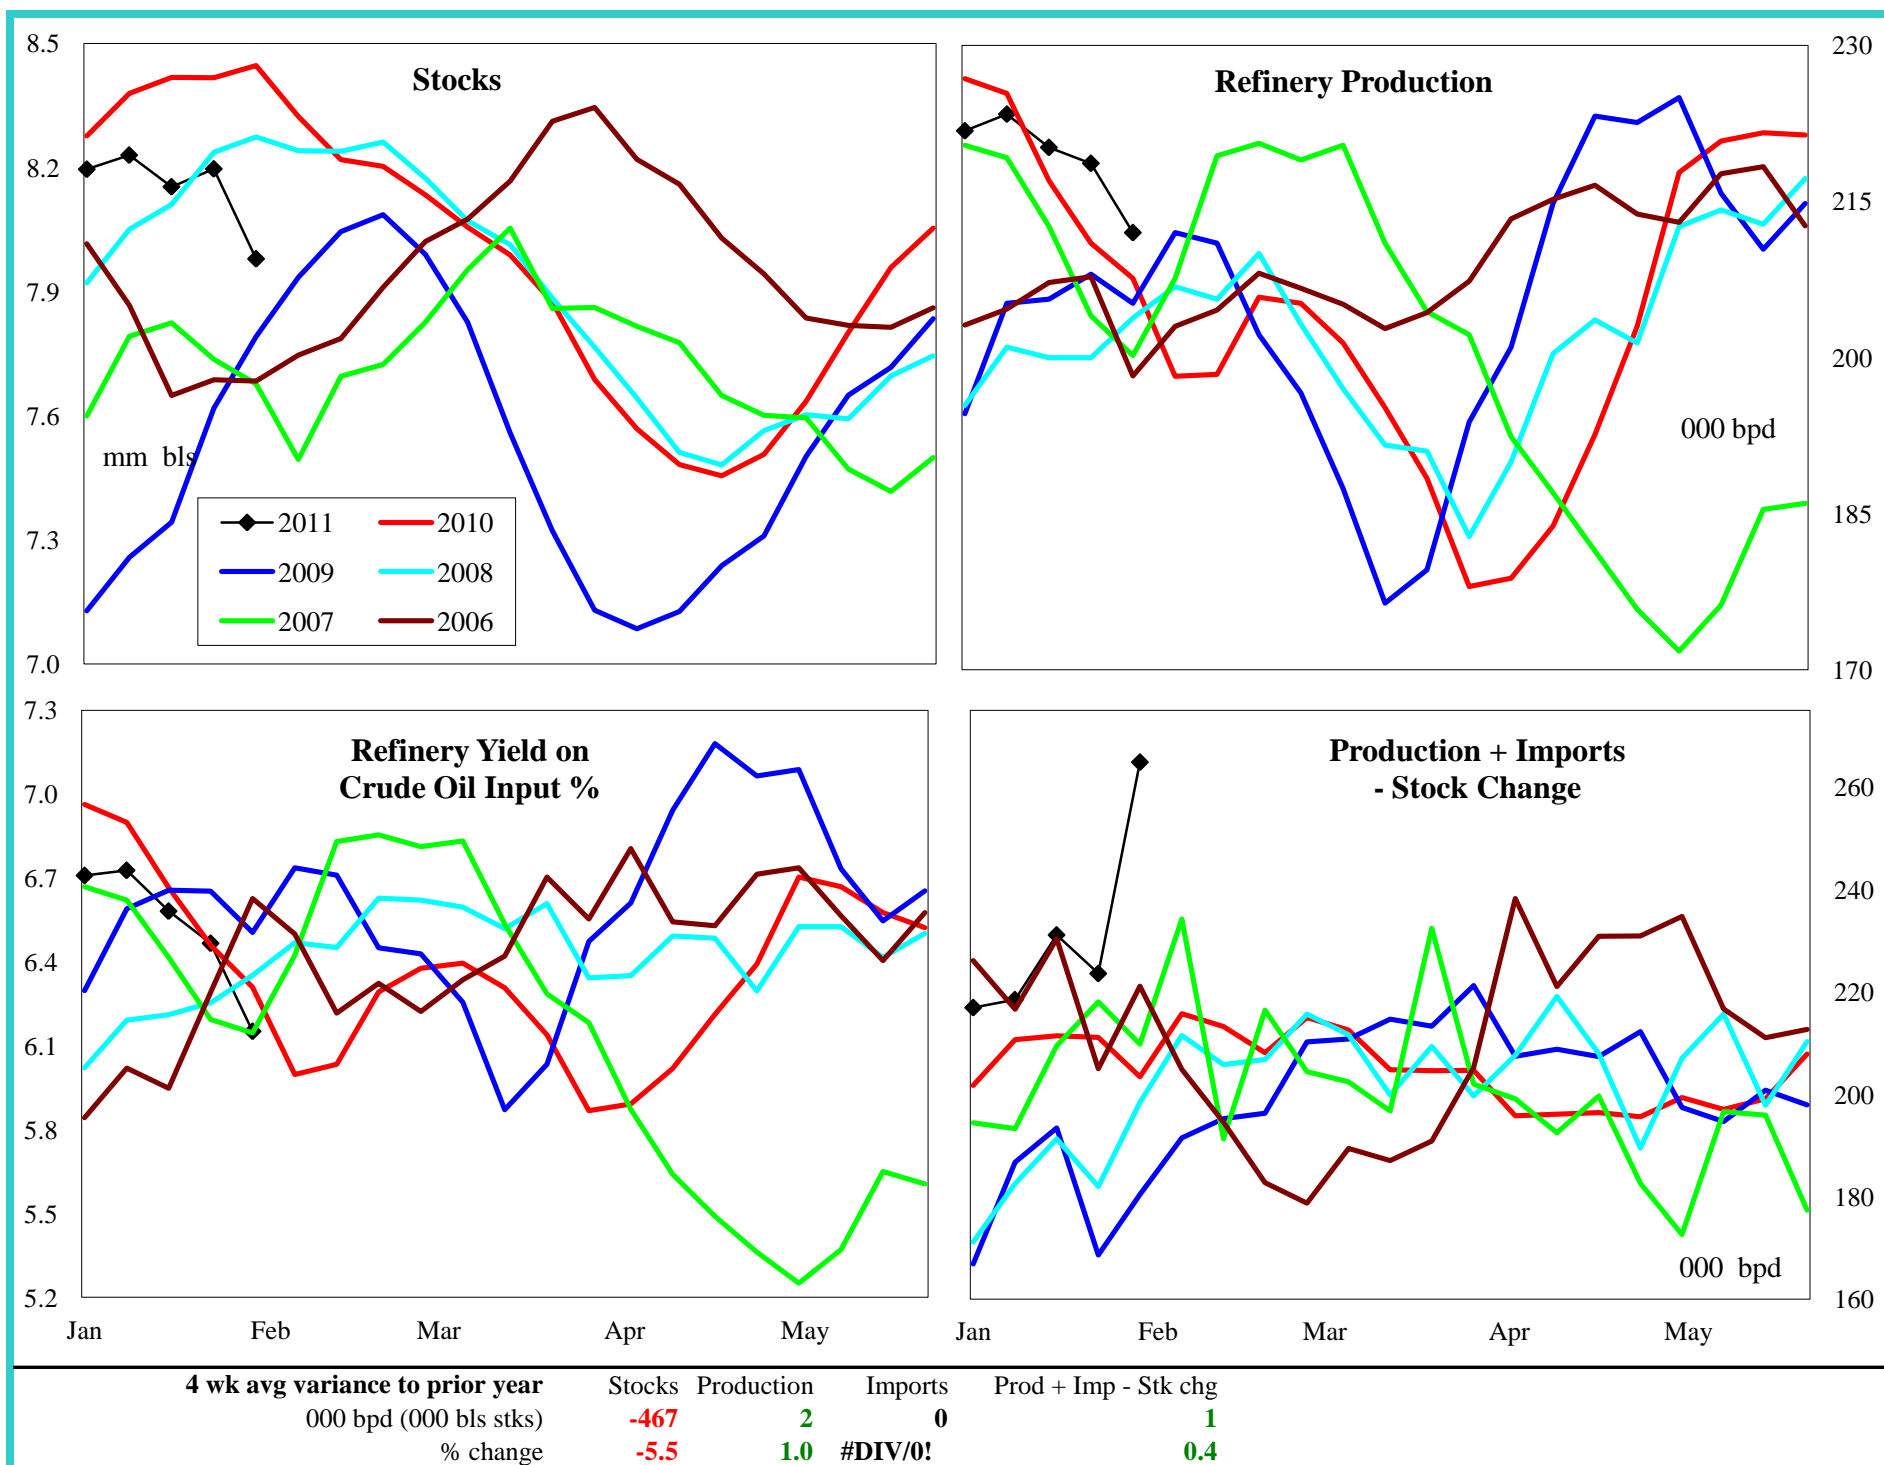 Stocks
8.5
8.2
7.9
7.6
7.3
7.0
mm bls
2011 2010
2009 2008
2007 2006
Refinery Production
230
215
200
185
170
000 bpd
Refinery Yield on
Crude Oil Input %
7.3
7.0
6.7
6.4
6.1
5.8
5.5
5.2
Jan Feb Mar Apr May
Production + Imports
- Stock Change
260
240
220
200
180
160
000 bpd
Jan Feb Mar Apr May
4 wk avg variance to prior year Stocks Production Imports Prod + Imp - Stk chg
000 bpd (000 bls stks) -467 2 0 1
% change -5.5 1.0 #DIV/0! 0.4